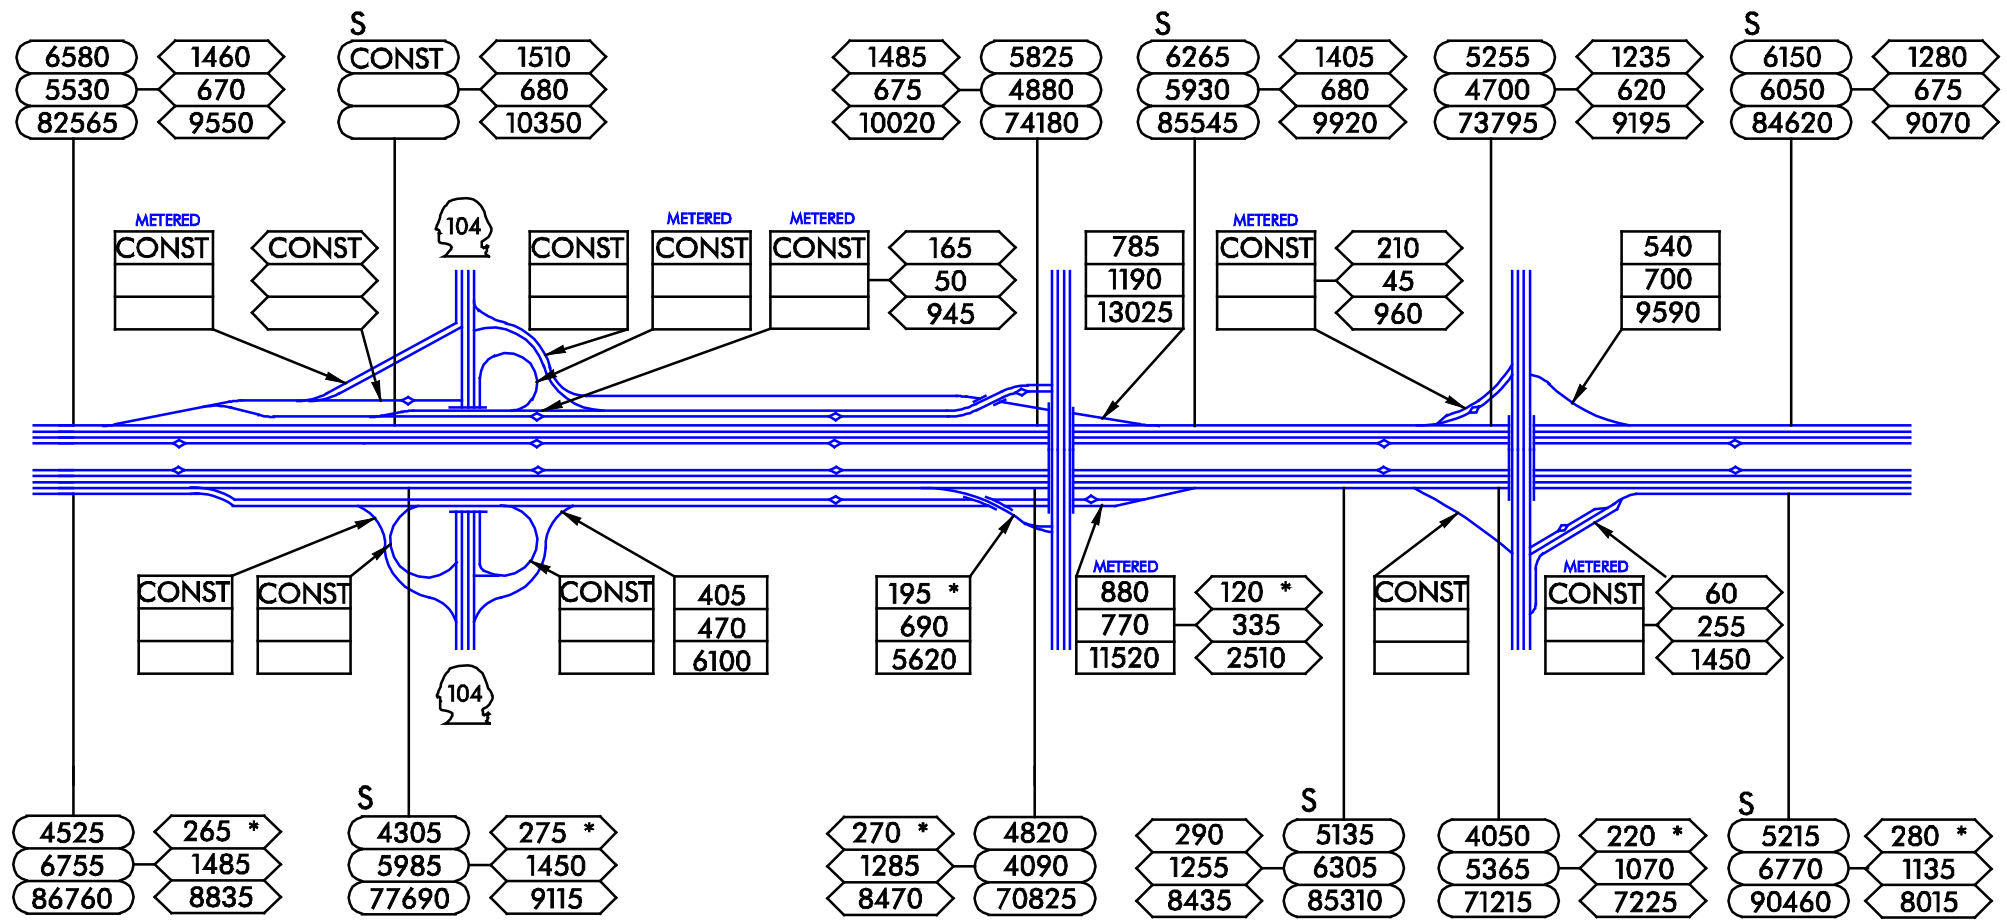 S S S
6580 1460 CONST 1510 1485 5825 6265 1405 5255 1235 6150 1280
5530 670 680 675 4880 5930 680 4700 620 6050 675
82565 9550 10350 10020 74180 85545 9920 73795 9195 84620 9070
METERED METERED METERED METERED
104
CONST CONST CONST CONST CONST 165 785 CONST 210 540
50 1190 45 700
945 13025 960 9590
METERED METERED
CONST CONST CONST 405 195 * 880 120 * CONST CONST 60
470 690 770 335 255
6100 5620 11520 2510 1450
104
S S S
4525 265 * 4305 275 * 270 * 4820 290 5135 4050 220 * 5215 280 *
6755 1485 5985 1450 1285 4090 1255 6305 5365 1070 6770 1135
86760 8835 77690 9115 8470 70825 8435 85310 71215 7225 90460 8015